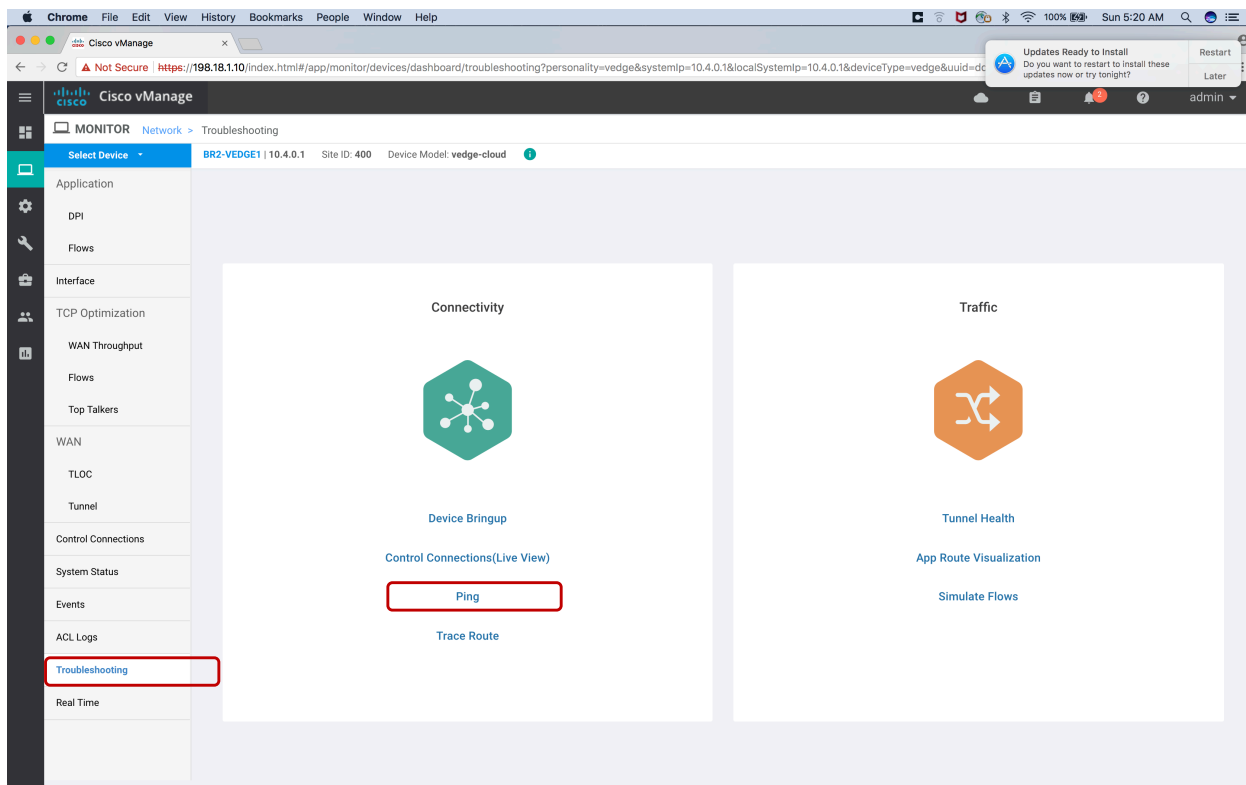 Chrome File Edit View History Bookmarks People Window Help 100% Sun 5:20 AM
Cisco vManage
Updates Ready to Install
Do you want to restart to install these
updates now or try tonight?
Restart
Later
Not Secure https://198.18.1.10/index.html#/app/monitor/devices/dashboard/troubleshooting?personality=vedge&systemIp=10.4.0.1&localSystemIp=10.4.0.1&deviceType=vedge&uuid=
cisco Cisco vManage
2
admin
MONITOR Network > Troubleshooting
Select Device
BR2-VEDGE1 | 10.4.0.1 Site ID: 400 Device Model: vedge-cloud
Application
DPI
Flows
Interface
TCP Optimization
WAN Throughput
Flows
Top Talkers
WAN
TLOC
Tunnel
Control Connections
System Status
Events
ACL Logs
Troubleshooting
Real Time
Connectivity
Device Bringup
Control Connections(Live View)
Ping
Trace Route
Traffic
Tunnel Health
App Route Visualization
Simulate Flows